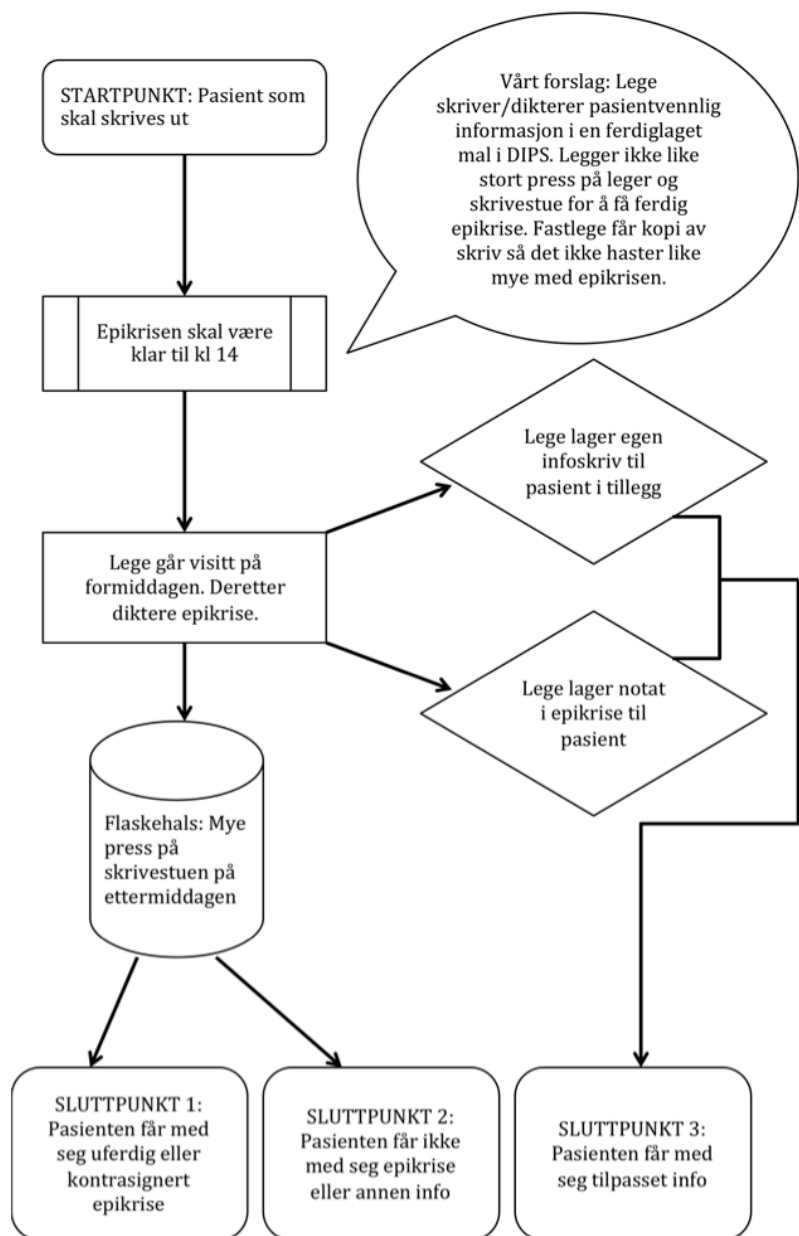 STARTPUNKT: Pasient som
skal skrives ut
Vårt forslag: Lege
skriver/dikterer pasientvennlig
informasjon i en ferdiglaget
mal i DIPS. Legger ikke like
stort press på leger og
skrivestue for å få ferdig
epikrise. Fastlege får kopi av
skriv så det ikke haster like
mye med epikrisen.
Epikrisen skal være
klar til kl 14
Lege lager egen
infoskriv til
pasient i tillegg
Lege går visitt på
formiddagen. Deretter
diktere epikrise.
Lege lager notat
i epikrise til
pasient
Flaskehals: Mye
press på
skrivestuen på
ettermiddagen
SLUTTPUNKT 1:
Pasienten får med
seg uferdig eller
kontrasignert
epikrise
SLUTTPUNKT 2:
Pasienten får ikke
med seg epikrise
eller annen info
SLUTTPUNKT 3:
Pasienten får med
seg tilpasset info